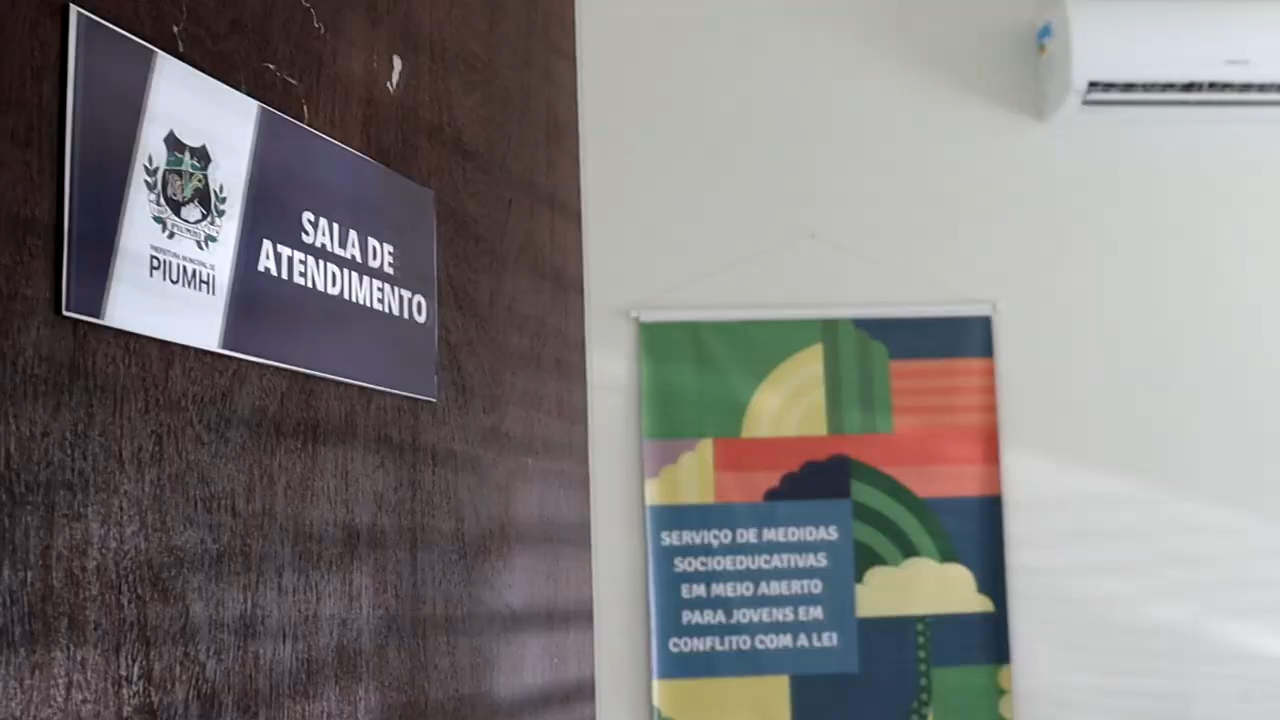 PREFEITURA MUNICIPAL DE
PIUMHI
SALA DE
ATENDIMENTO
SERVIÇO DE MEDIDAS
SOCIOEDUCATIVAS
EM MEIO ABERTO
PARA JOVENS EM
CONFLITO COM A LEI